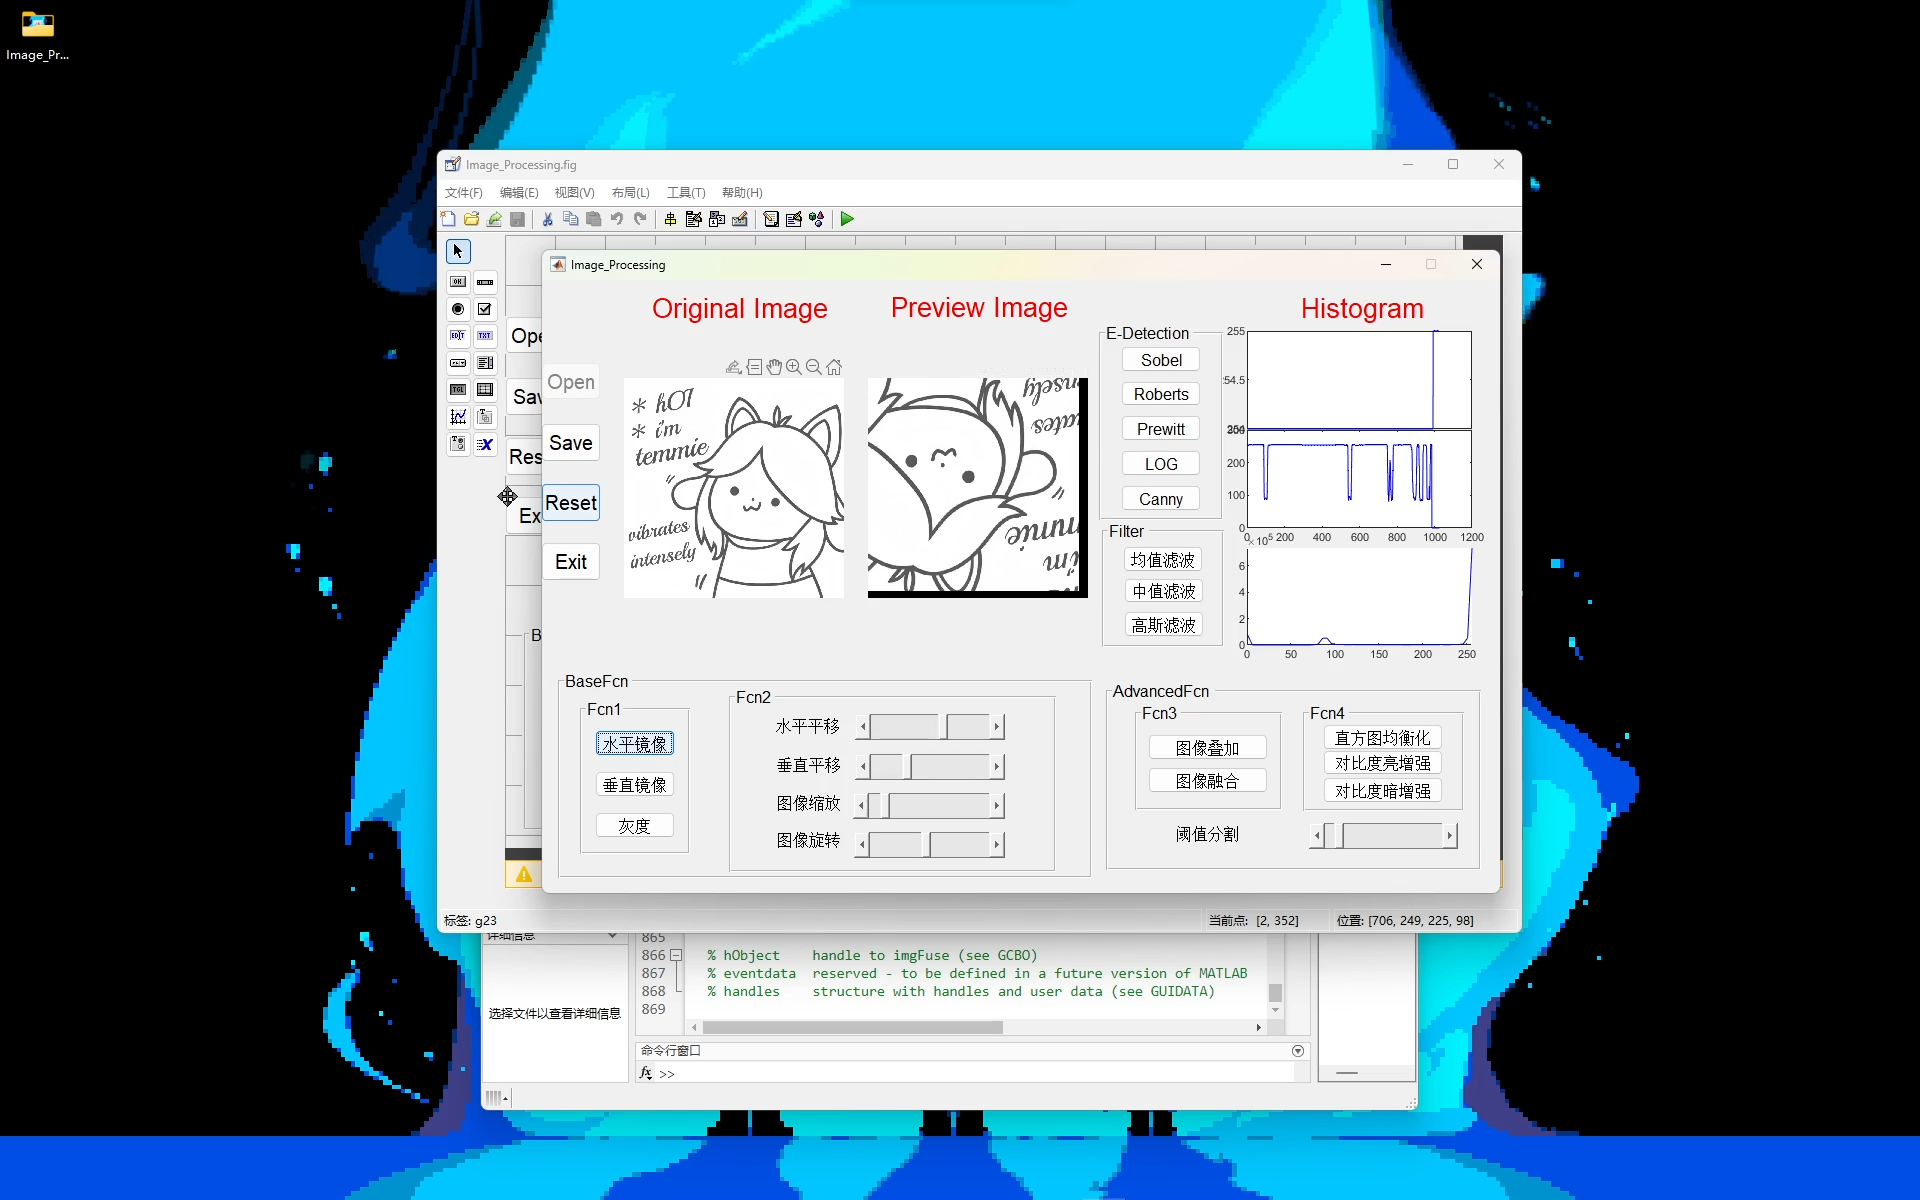 Image_Pr...
Image_Processing.fig
文件(F) 编辑(E) 视图(V) 布局(L) 工具(T) 帮助(H)
Image_Processing
Original Image
Preview Image
Histogram
Open
Save
Reset
Exit
* hOI
* i'm
temmie
vibrates
intensely
E-Detection
Sobel
Roberts
Prewitt
LOG
Canny
Filter
均值滤波
中值滤波
高斯滤波
255
54.5
200
100
0
0 200 400 600 800 1000 1200
×10⁵
6
4
2
0
0 50 100 150 200 250
BaseFcn
Fcn1
水平镜像
垂直镜像
灰度
Fcn2
水平平移
垂直平移
图像缩放
图像旋转
AdvancedFcn
Fcn3
图像叠加
图像融合
Fcn4
直方图均衡化
对比度亮增强
对比度暗增强
阈值分割
标签: g23
当前点: [2, 352]
位置: [706, 249, 225, 98]
详细信息
选择文件以查看详细信息
865
866 % hObject    handle to imgFuse (see GCBO)
867 % eventdata  reserved - to be defined in a future version of MATLAB
868 % handles    structure with handles and user data (see GUIDATA)
869
命令行窗口
fx >>